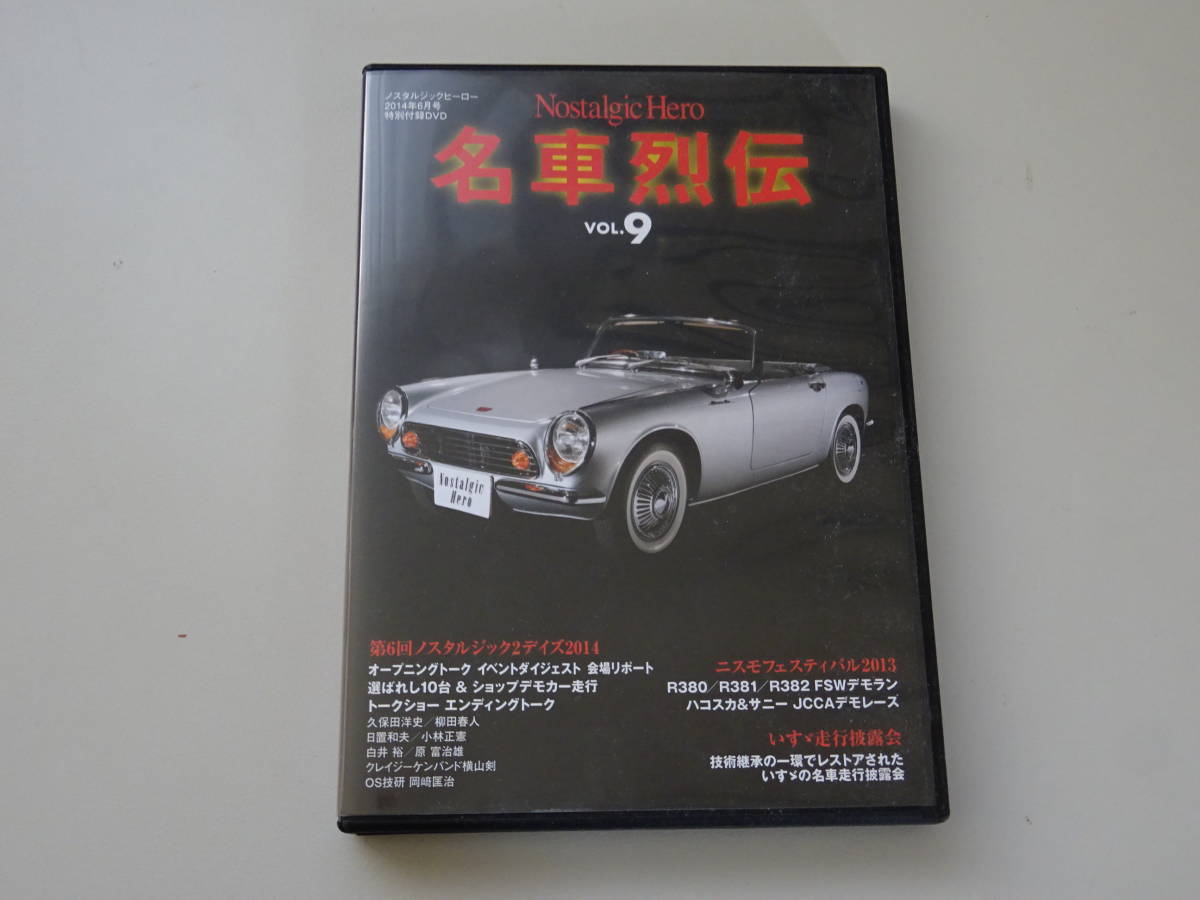 ノスタルジックヒーロー
2014年6月号
特別付録DVD
Nostalgic Hero
名車烈伝
VOL.9
Nostalgic
Hero
第6回ノスタルジック2デイズ2014
オープニングトーク イベントダイジェスト 会場リポート
選ばれし10台 & ショップデモカー走行
トークショー エンディングトーク
久保田洋史/柳田春人
日置和夫/小林正憲
白井 裕/原 富治雄
クレイジーケンバンド横山剣
OS技研 岡﨑匡治
ニスモフェスティバル2013
R380/R381/R382 FSWデモラン
ハコスカ&サニー JCCAデモレース
いすゞ走行披露会
技術継承の一環でレストアされた
いすゞの名車走行披露会